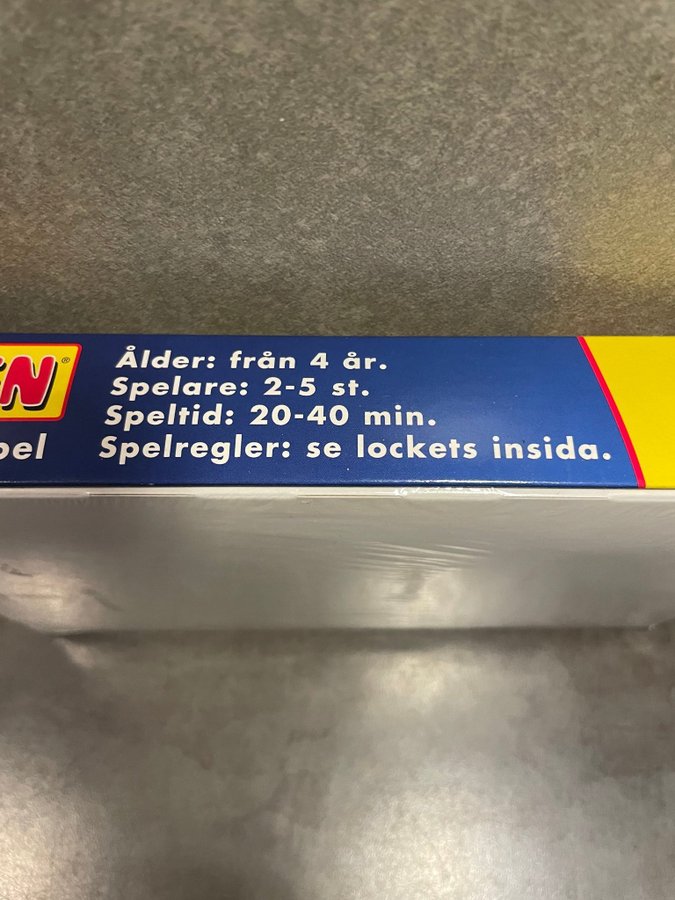 Ålder: från 4 år.
Spelare: 2-5 st.
Speltid: 20-40 min.
Spelregler: se lockets insida.